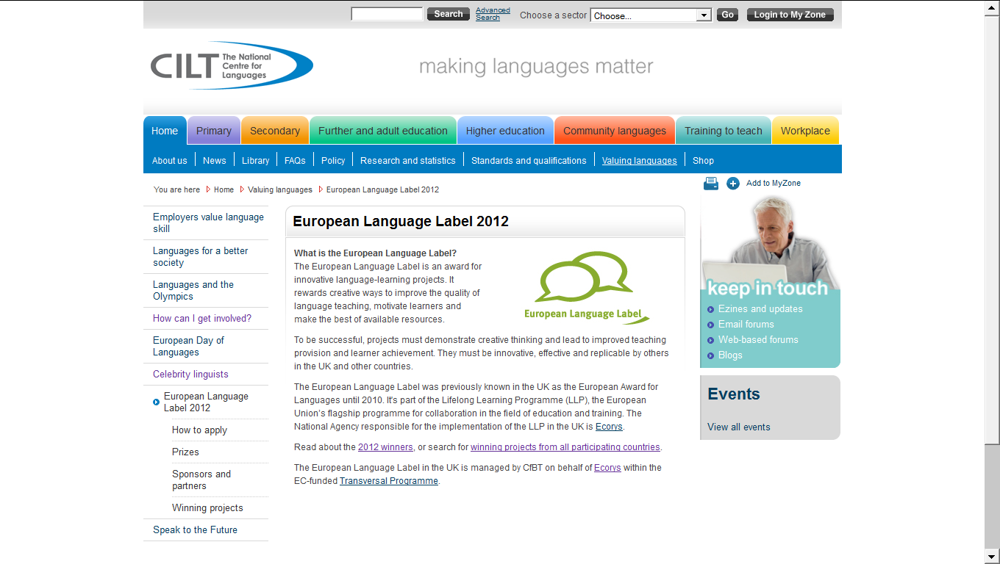 Search
Advanced
Search
Choose a sector
Choose...
Go
Login to My Zone
CILT
The National
Centre for
Languages
making languages matter
Home
Primary
Secondary
Further and adult education
Higher education
Community languages
Training to teach
Workplace
About us
News
Library
FAQs
Policy
Research and statistics
Standards and qualifications
Valuing languages
Shop
You are here
Home
Valuing languages
European Language Label 2012
Add to MyZone
Employers value language
skill
Languages for a better
society
Languages and the
Olympics
How can I get involved?
European Day of
Languages
Celebrity linguists
European Language
Label 2012
How to apply
Prizes
Sponsors and
partners
Winning projects
Speak to the Future
European Language Label 2012
What is the European Language Label?
The European Language Label is an award for
innovative language-learning projects. It
rewards creative ways to improve the quality of
language teaching, motivate learners and
make the best of available resources.
European Language Label
To be successful, projects must demonstrate creative thinking and lead to improved teaching
provision and learner achievement. They must be innovative, effective and replicable by others
in the UK and other countries.
The European Language Label was previously known in the UK as the European Award for
Languages until 2010. It's part of the Lifelong Learning Programme (LLP), the European
Union's flagship programme for collaboration in the field of education and training. The
National Agency responsible for the implementation of the LLP in the UK is Ecorys.
Read about the 2012 winners, or search for winning projects from all participating countries.
The European Language Label in the UK is managed by CfBT on behalf of Ecorys within the
EC-funded Transversal Programme.
keep in touch
Ezines and updates
Email forums
Web-based forums
Blogs
Events
View all events